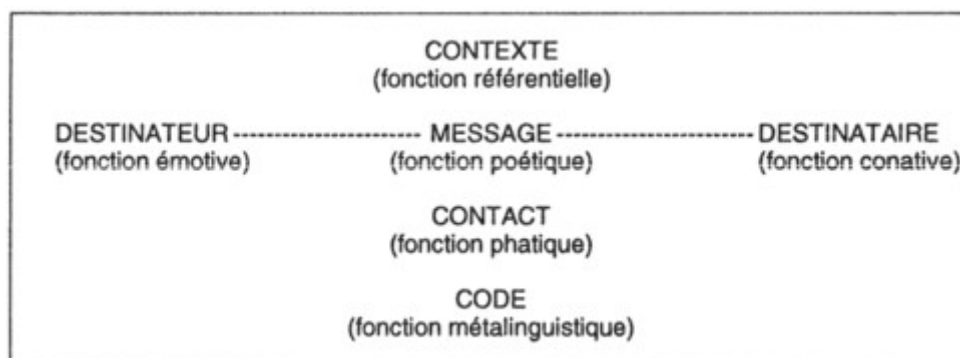 CONTEXTE
(fonction référentielle)
DESTINATEUR ----------------------- MESSAGE ------------------------ DESTINATAIRE
(fonction émotive) (fonction poétique) (fonction conative)
CONTACT
(fonction phatique)
CODE
(fonction métalinguistique)